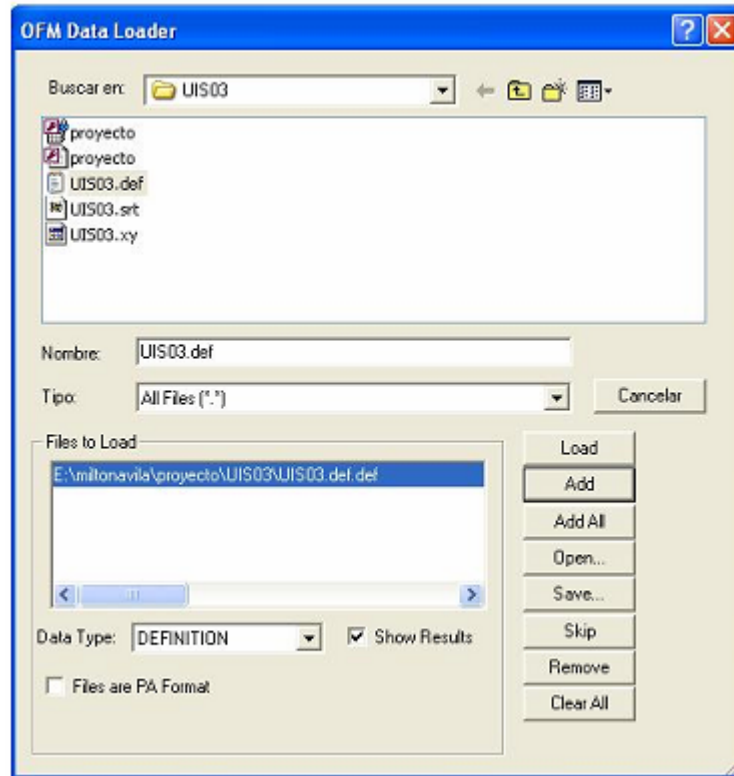 OFM Data Loader
Buscar en: UIS03
proyecto
proyecto
UIS03.def
UIS03.srt
UIS03.xy
Nombre: UIS03.def
Tipo: All Files (*.*)
Cancelar
Files to Load
E:\miltonavila\proyecto\UIS03\UIS03.def.def
Data Type: DEFINITION
Show Results
Files are PA Format
Load
Add
Add All
Open...
Save...
Skip
Remove
Clear All